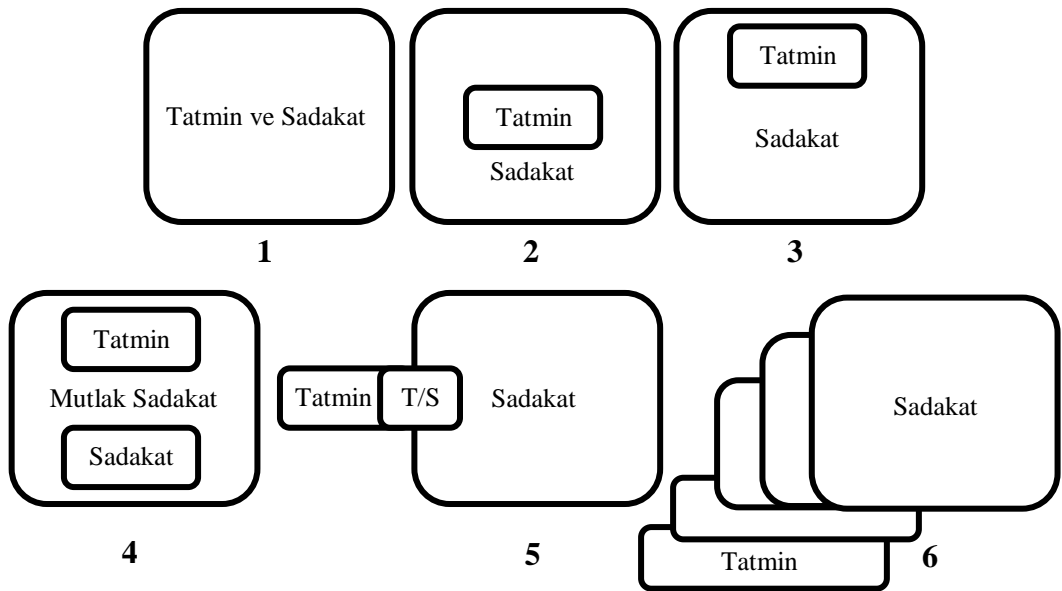 Tatmin ve Sadakat
1
Tatmin
Sadakat
2
Tatmin
Sadakat
3
Tatmin
Mutlak Sadakat
Sadakat
4
Tatmin
T/S
Sadakat
5
Sadakat
Tatmin
6